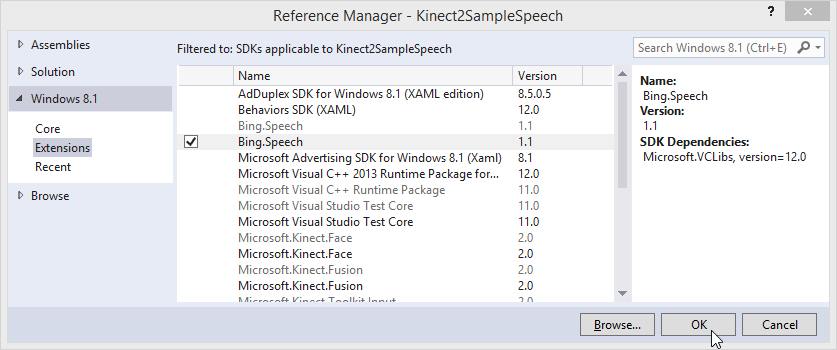 Reference Manager - Kinect2SampleSpeech
?
Assemblies
Solution
Windows 8.1
Core
Extensions
Recent
Browse
Filtered to: SDKs applicable to Kinect2SampleSpeech
Search Windows 8.1 (Ctrl+E)
Name Version
AdDuplex SDK for Windows 8.1 (XAML edition) 8.5.0.5
Behaviors SDK (XAML) 12.0
Bing.Speech 1.1
Bing.Speech 1.1
Microsoft Advertising SDK for Windows 8.1 (Xaml) 8.1
Microsoft Visual C++ 2013 Runtime Package for... 12.0
Microsoft Visual C++ Runtime Package 11.0
Microsoft Visual Studio Test Core 11.0
Microsoft Visual Studio Test Core 11.0
Microsoft.Kinect.Face 2.0
Microsoft.Kinect.Face 2.0
Microsoft.Kinect.Fusion 2.0
Microsoft.Kinect.Fusion 2.0
Microsoft.Kinect.Toolkit.Input 2.0
Name:
Bing.Speech
Version:
1.1
SDK Dependencies:
Microsoft.VCLibs, version=12.0
Browse...
OK
Cancel